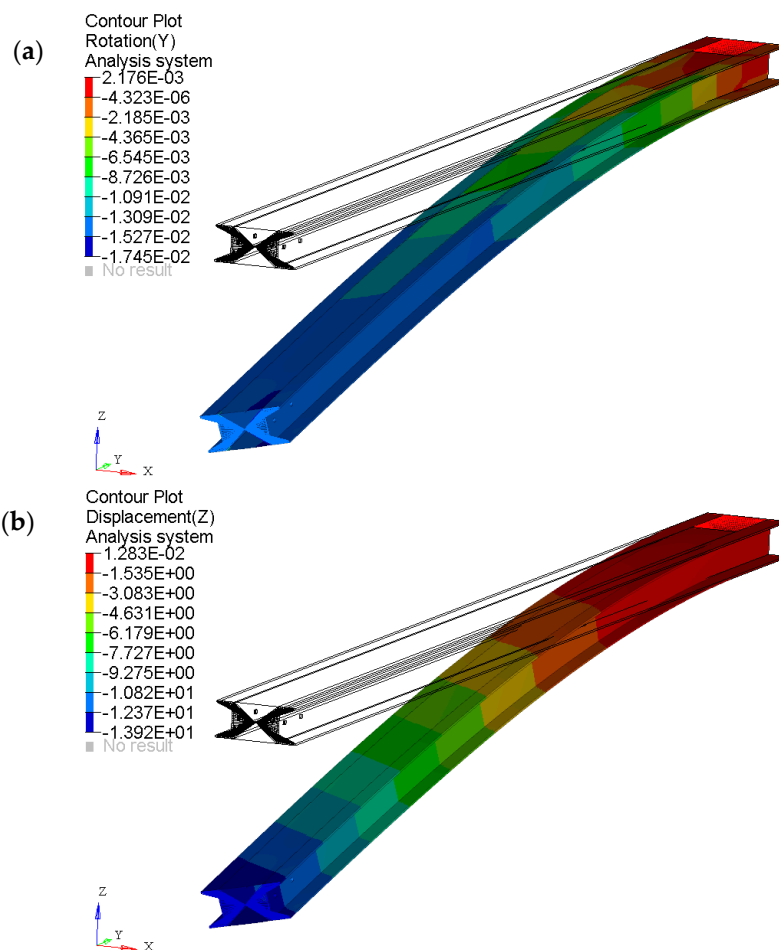 (a)
Contour Plot
Rotation(Y)
Analysis system
2.176E-03
-4.323E-06
-2.185E-03
-4.365E-03
-6.545E-03
-8.726E-03
-1.091E-02
-1.309E-02
-1.527E-02
-1.745E-02
No result
Z
Y
X
(b)
Contour Plot
Displacement(Z)
Analysis system
1.283E-02
-1.535E+00
-3.083E+00
-4.631E+00
-6.179E+00
-7.727E+00
-9.275E+00
-1.082E+01
-1.237E+01
-1.392E+01
No result
Z
Y
X